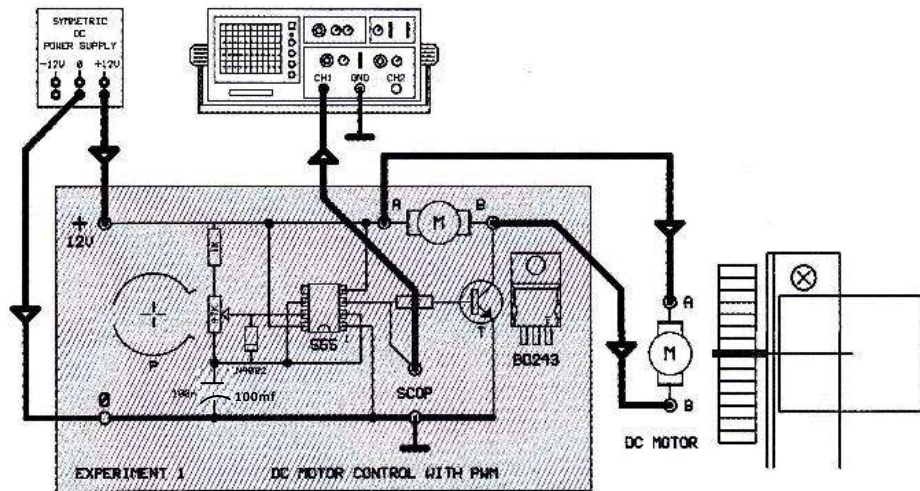 SYMMETRIC
DC
POWER SUPPLY
-12V 0 +12V
CH1 GND CH2
A B
M
+
12V
1K
47K
P
555
1
1N4002
100n
100mf
T
BD243
SCOP
0
A
M
B
DC MOTOR
EXPERIMENT 1 DC MOTOR CONTROL WITH PWM